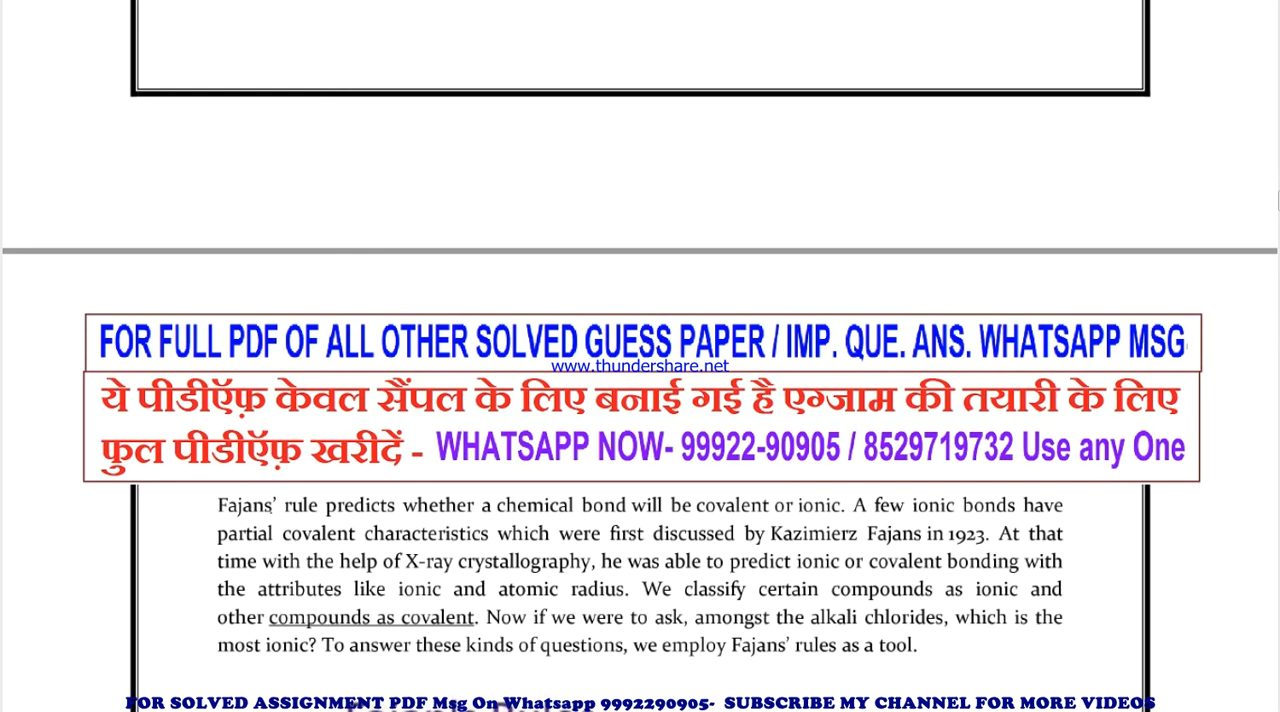 FOR FULL PDF OF ALL OTHER SOLVED GUESS PAPER / IMP. QUE. ANS. WHATSAPP MSG
www.thundershare.net
ये पीडीऍफ़ केवल सैंपल के लिए बनाई गई है एग्जाम की तयारी के लिए
फुल पीडीऍफ़ खरीदें - WHATSAPP NOW- 99922-90905 / 8529719732 Use any One
Fajans' rule predicts whether a chemical bond will be covalent or ionic. A few ionic bonds have
partial covalent characteristics which were first discussed by Kazimierz Fajans in 1923. At that
time with the help of X-ray crystallography, he was able to predict ionic or covalent bonding with
the attributes like ionic and atomic radius. We classify certain compounds as ionic and
other compounds as covalent. Now if we were to ask, amongst the alkali chlorides, which is the
most ionic? To answer these kinds of questions, we employ Fajans' rules as a tool.
FOR SOLVED ASSIGNMENT PDF Msg On Whatsapp 9992290905- SUBSCRIBE MY CHANNEL FOR MORE VIDEOS